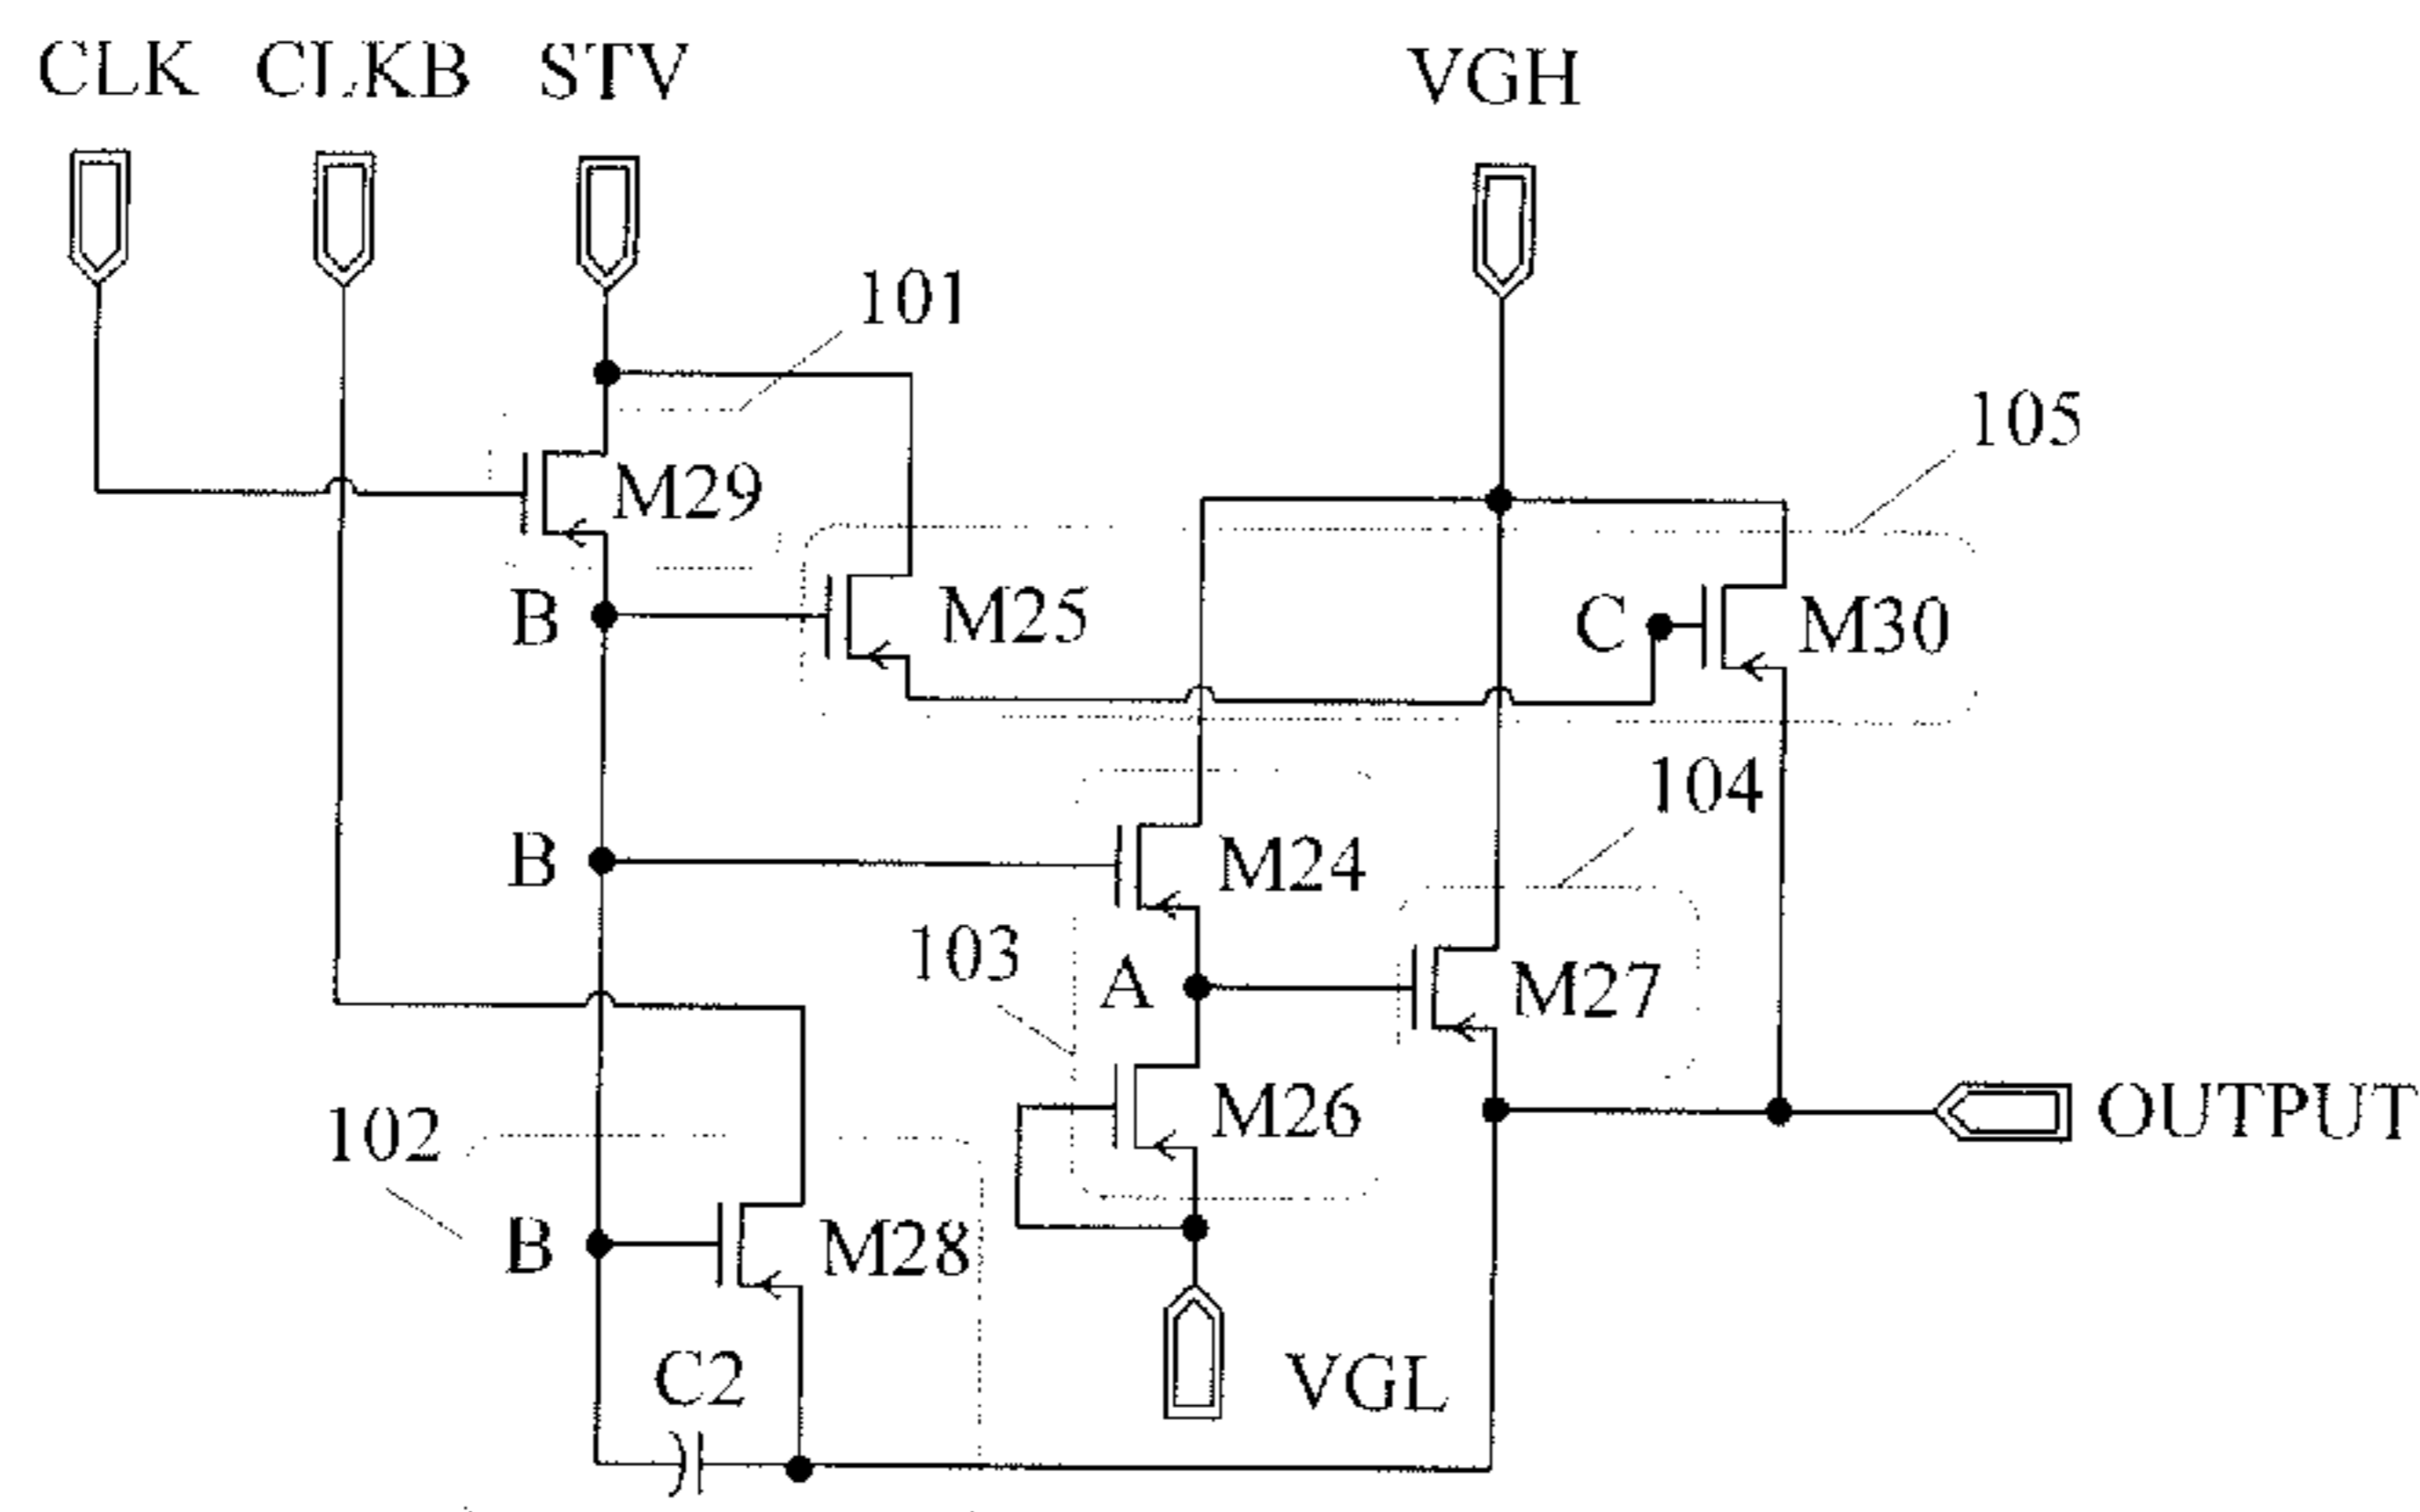 CLK CLKB STV VGH
101
105
M29
B M25 C M30
104
B M24
103
A M27
M26
102 OUTPUT
B M28
C2 VGL